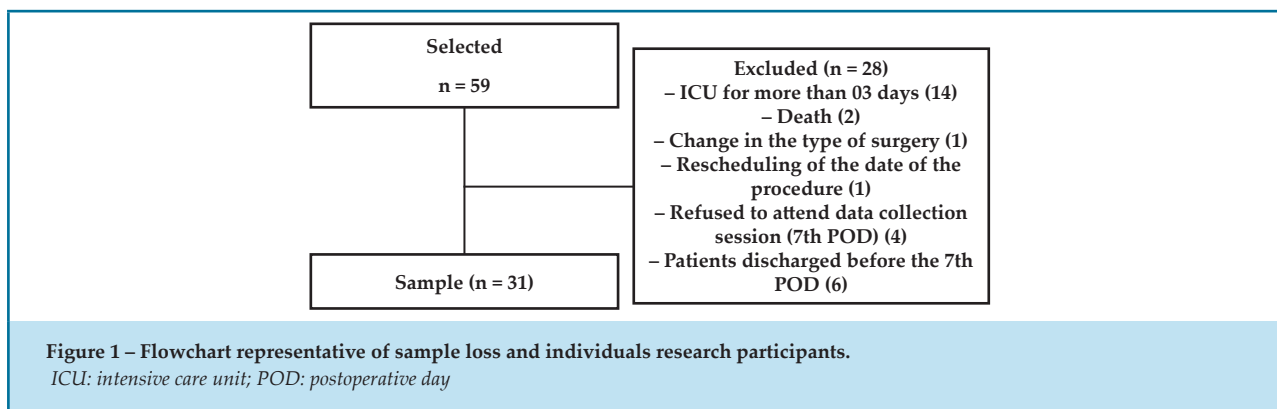 Selected
n = 59
Excluded (n = 28)
– ICU for more than 03 days (14)
– Death (2)
– Change in the type of surgery (1)
– Rescheduling of the date of the
procedure (1)
– Refused to attend data collection
session (7th POD) (4)
– Patients discharged before the 7th
POD (6)
Sample (n = 31)
Figure 1 – Flowchart representative of sample loss and individuals research participants.
ICU: intensive care unit; POD: postoperative day